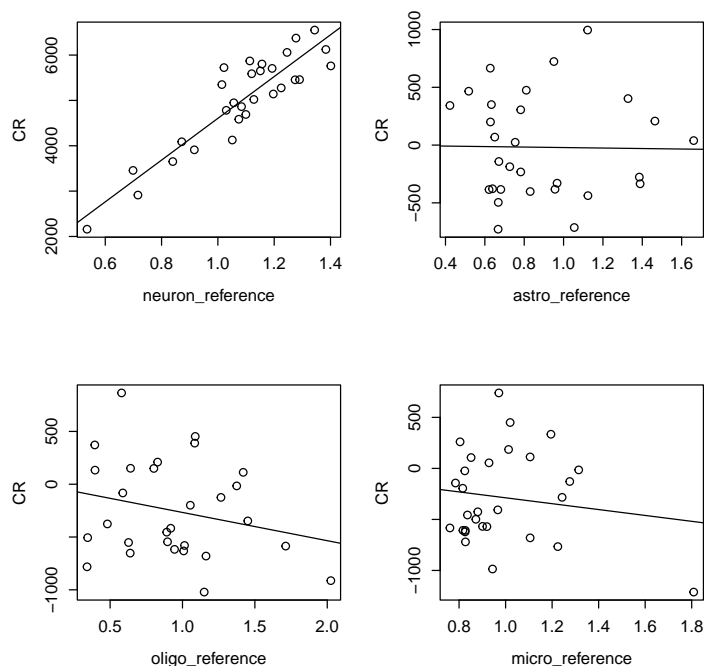 CR
2000
4000
6000
0.6 0.8 1.0 1.2 1.4
neuron_reference
CR
−500
0
500
1000
0.4 0.6 0.8 1.0 1.2 1.4 1.6
astro_reference
CR
−1000
0
500
0.5 1.0 1.5 2.0
oligo_reference
CR
−1000
0
500
0.8 1.0 1.2 1.4 1.6 1.8
micro_reference